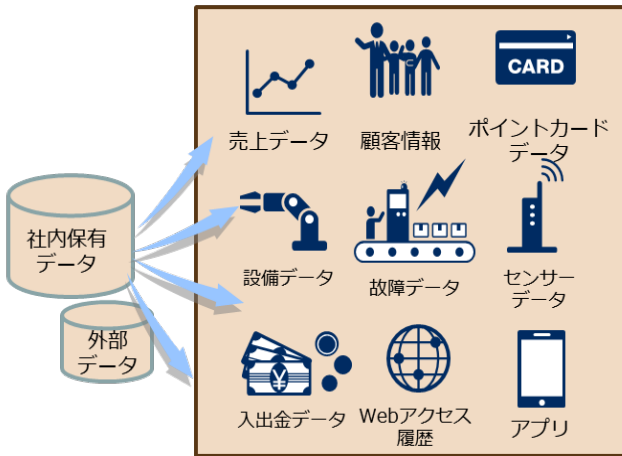 CARD
売上データ
顧客情報
ポイントカード
データ
社内保有
データ
設備データ
故障データ
センサー
データ
外部
データ
¥
入出金データ
Webアクセス
履歴
アプリ